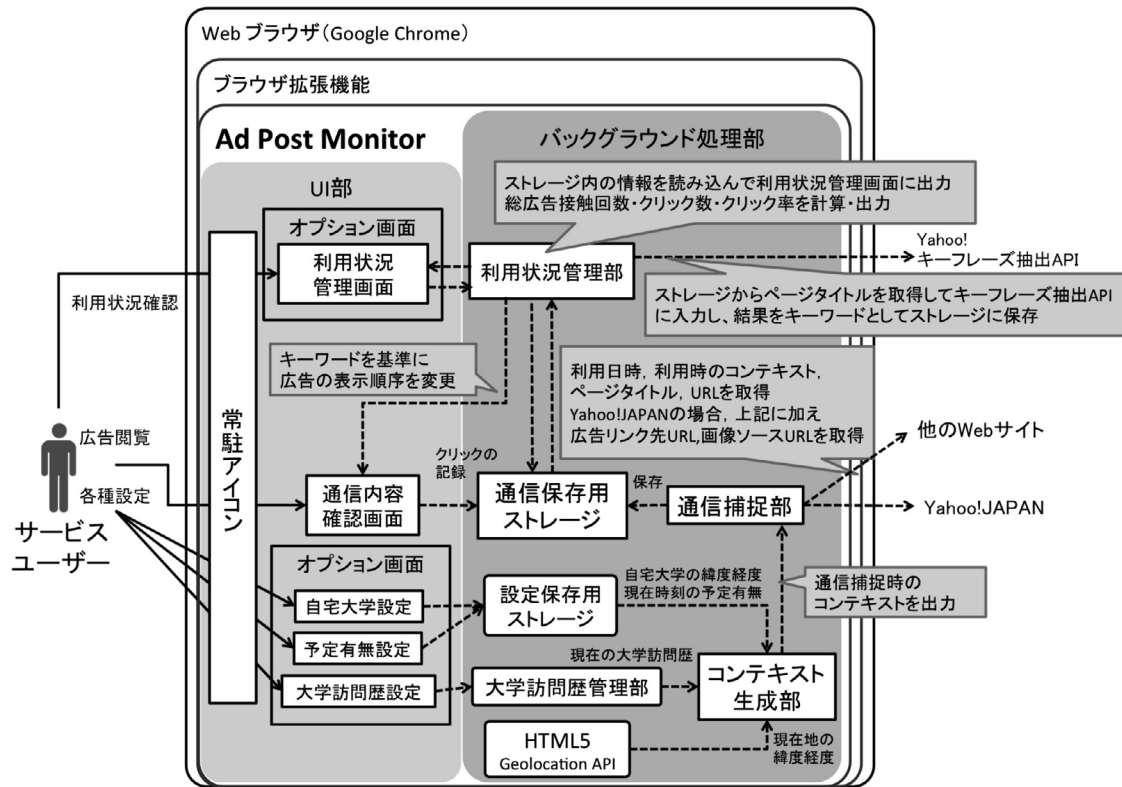 Web ブラウザ(Google Chrome)
ブラウザ拡張機能
Ad Post Monitor
バックグラウンド処理部
UI部
ストレージ内の情報を読み込んで利用状況管理画面に出力
総広告接触回数・クリック数・クリック率を計算・出力
オプション画面
利用状況
管理画面
利用状況管理部
Yahoo!
キーフレーズ抽出API
利用状況確認
ストレージからページタイトルを取得してキーフレーズ抽出API
に入力し、結果をキーワードとしてストレージに保存
キーワードを基準に
広告の表示順序を変更
利用日時, 利用時のコンテキスト,
ページタイトル, URLを取得
Yahoo!JAPANの場合, 上記に加え
広告リンク先URL,画像ソースURLを取得
常駐アイコン
広告閲覧
各種設定
サービス
ユーザー
クリックの
記録
通信内容
確認画面
通信保存用
ストレージ
保存
通信捕捉部
他のWebサイト
Yahoo!JAPAN
オプション画面
自宅大学設定
予定有無設定
大学訪問歴設定
設定保存用
ストレージ
自宅大学の緯度経度
現在時刻の予定有無
通信捕捉時の
コンテキストを出力
現在の大学訪問歴
大学訪問歴管理部
コンテキスト
生成部
HTML5
Geolocation API
現在地の
緯度経度